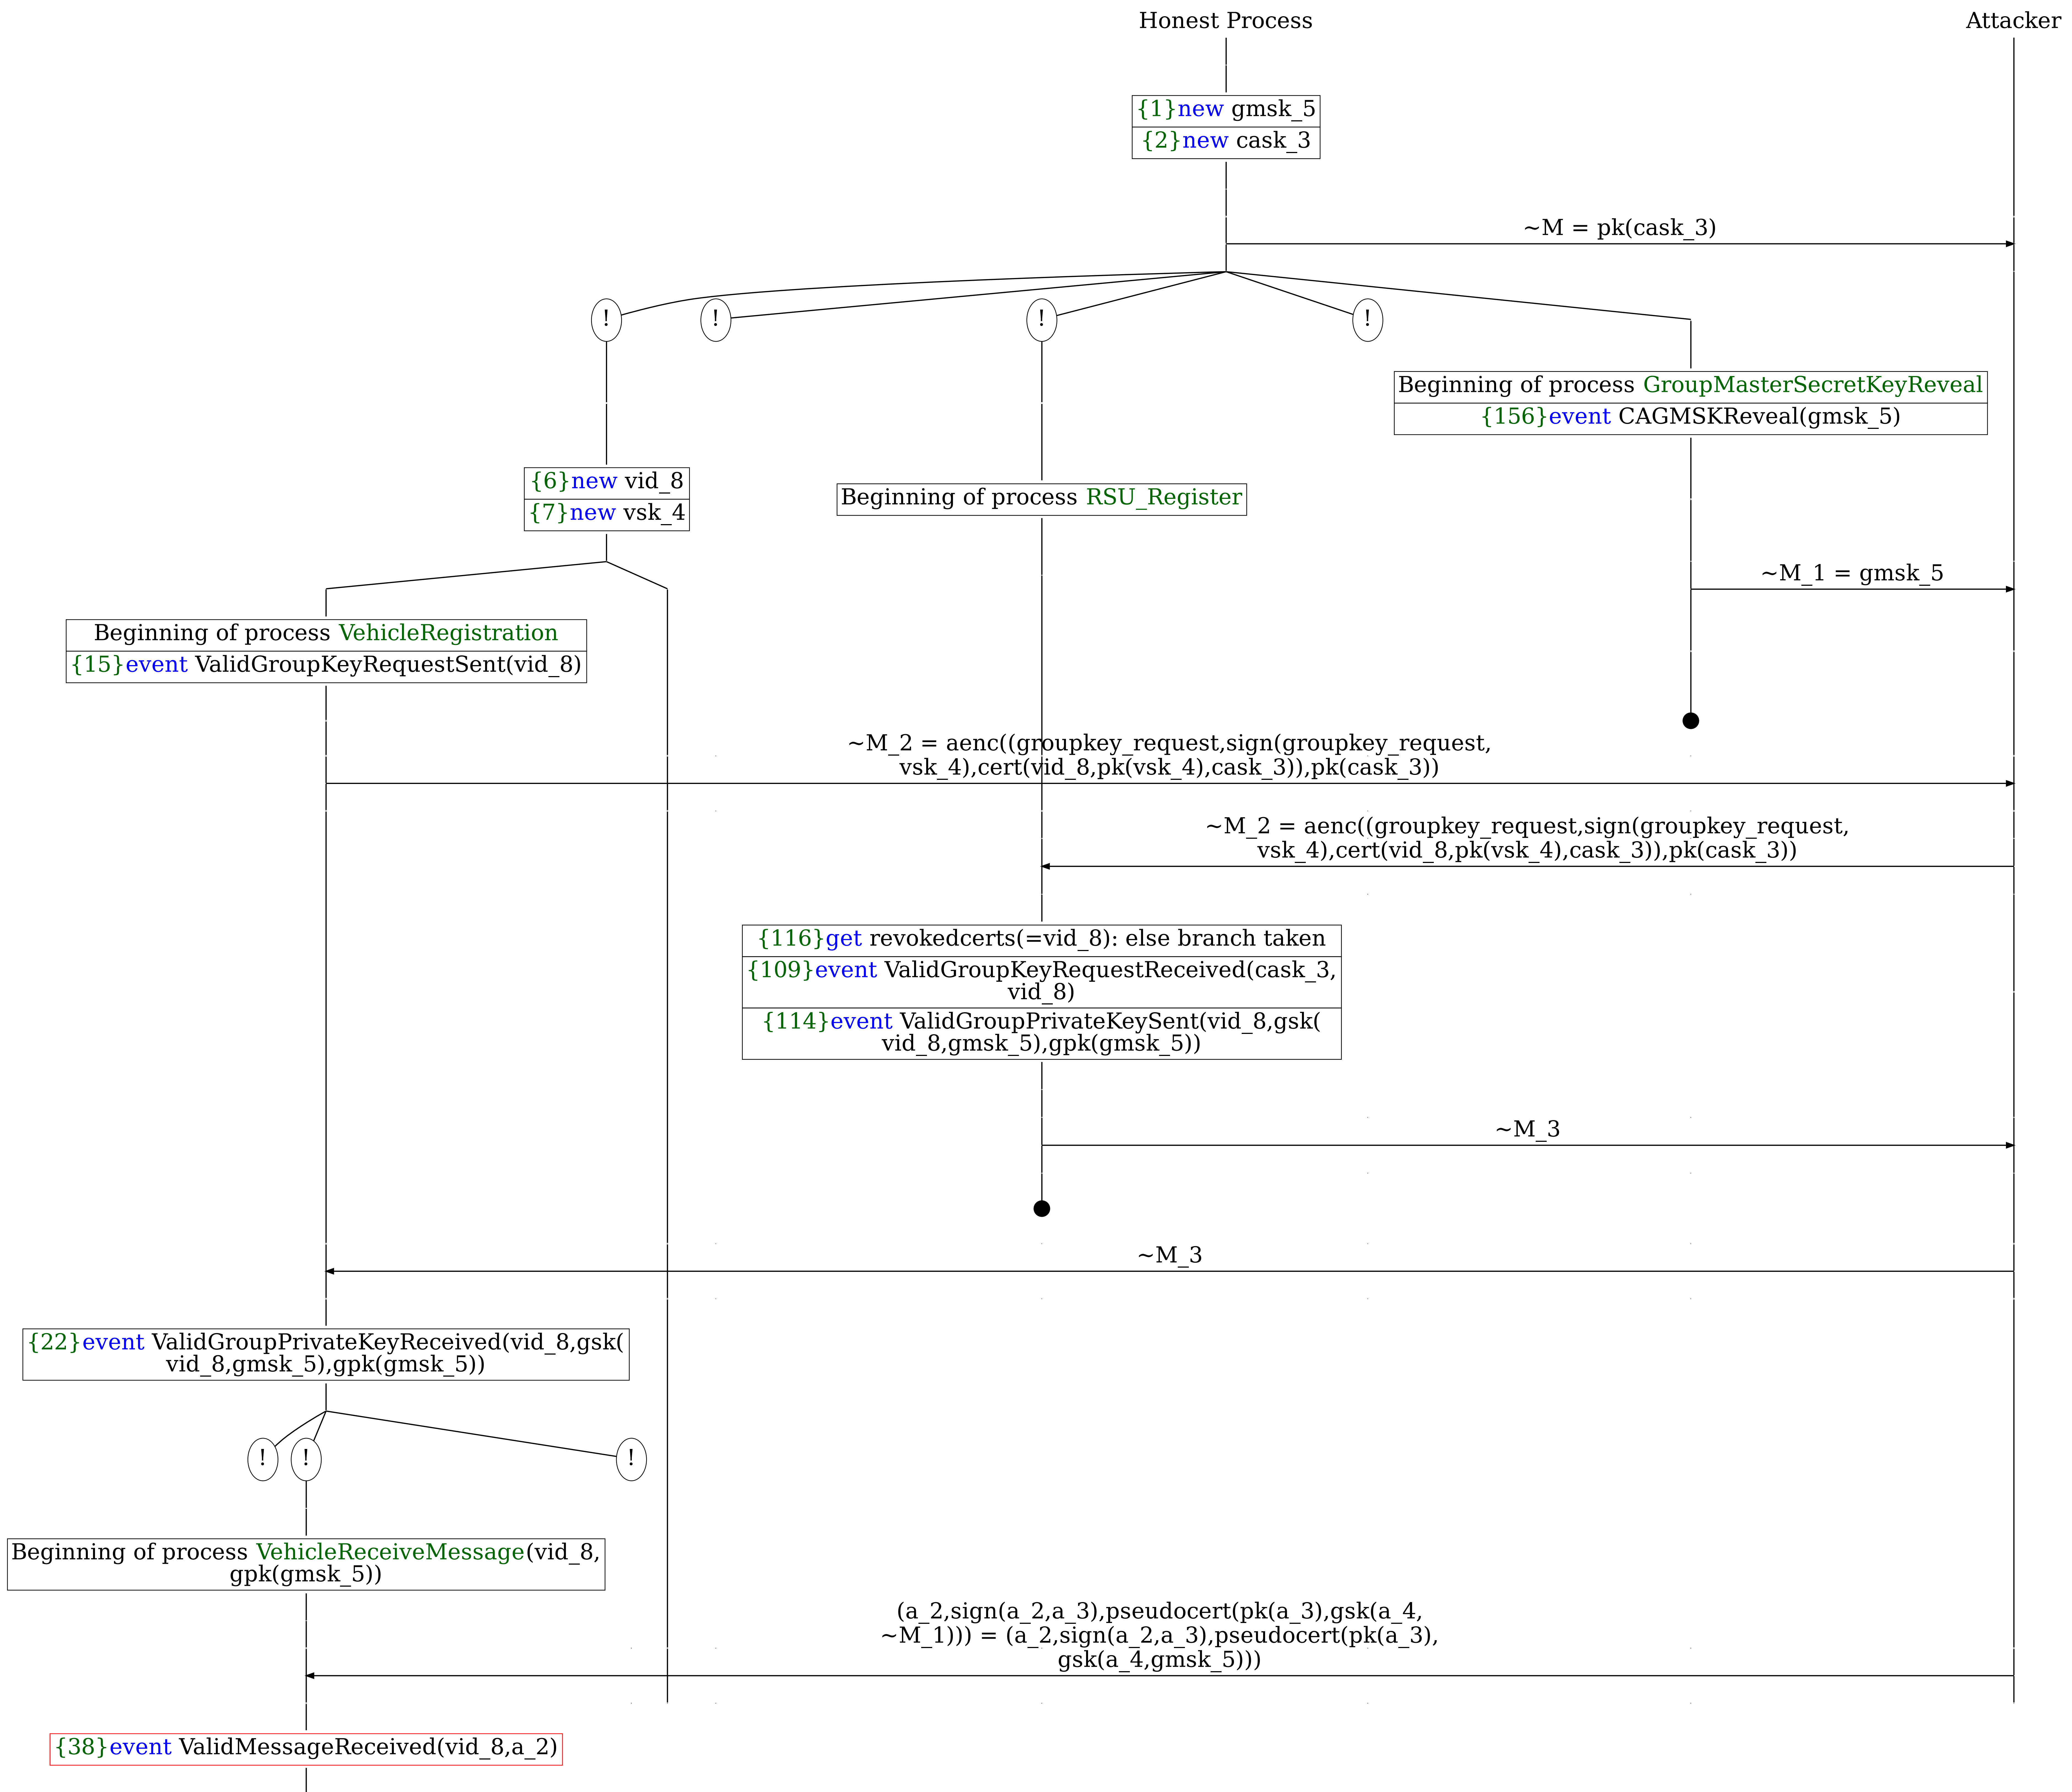 Honest Process
Attacker
{1}new gmsk_5
{2}new cask_3
~M = pk(cask_3)
!
!
!
!
Beginning of process GroupMasterSecretKeyReveal
{156}event CAGMSKReveal(gmsk_5)
{6}new vid_8
{7}new vsk_4
Beginning of process RSU_Register
~M_1 = gmsk_5
Beginning of process VehicleRegistration
{15}event ValidGroupKeyRequestSent(vid_8)
~M_2 = aenc((groupkey_request,sign(groupkey_request,
vsk_4),cert(vid_8,pk(vsk_4),cask_3)),pk(cask_3))
~M_2 = aenc((groupkey_request,sign(groupkey_request,
vsk_4),cert(vid_8,pk(vsk_4),cask_3)),pk(cask_3))
{116}get revokedcerts(=vid_8): else branch taken
{109}event ValidGroupKeyRequestReceived(cask_3,
vid_8)
{114}event ValidGroupPrivateKeySent(vid_8,gsk(
vid_8,gmsk_5),gpk(gmsk_5))
~M_3
~M_3
{22}event ValidGroupPrivateKeyReceived(vid_8,gsk(
vid_8,gmsk_5),gpk(gmsk_5))
!
!
!
Beginning of process VehicleReceiveMessage(vid_8,
gpk(gmsk_5))
(a_2,sign(a_2,a_3),pseudocert(pk(a_3),gsk(a_4,
~M_1))) = (a_2,sign(a_2,a_3),pseudocert(pk(a_3),
gsk(a_4,gmsk_5)))
{38}event ValidMessageReceived(vid_8,a_2)